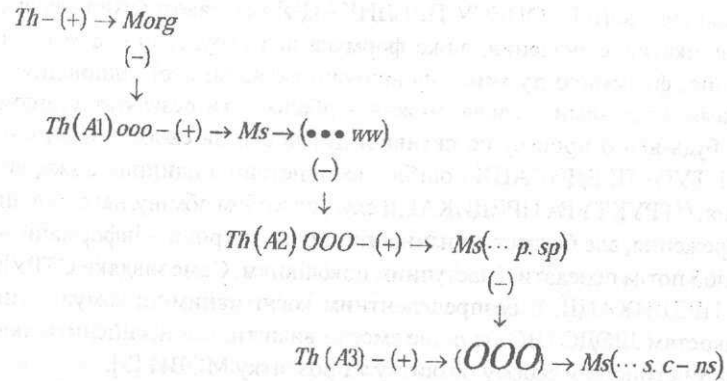 Th-(+)→Morg
(–)
↓
Th(A1)ooo-(+)→Ms→(●●●ww)
(–)
↓
Th(A2)OOO-(+)→ Ms(···p.sp)
(–)
↓
Th(A3)-(+)→(OOO)→Ms(···s.c-ns)